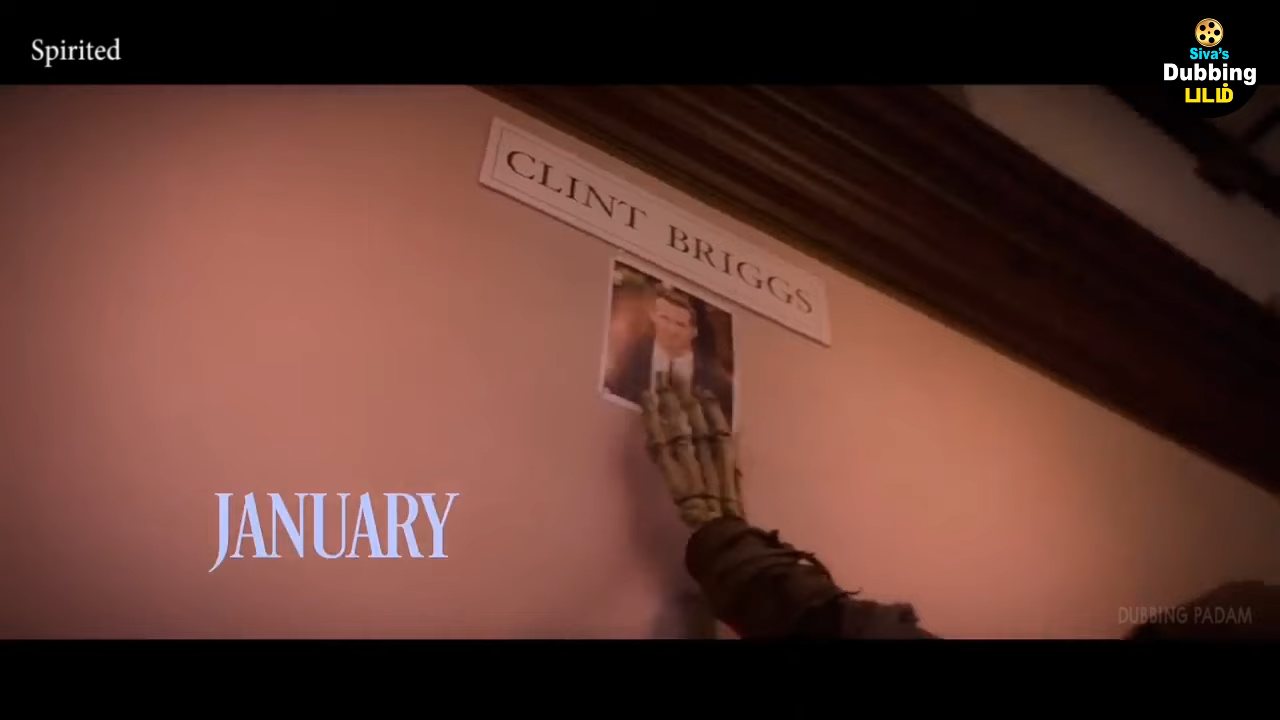 Spirited
Siva's
Dubbing
படம்
CLINT BRIGGS
JANUARY
DUBBING PADAM